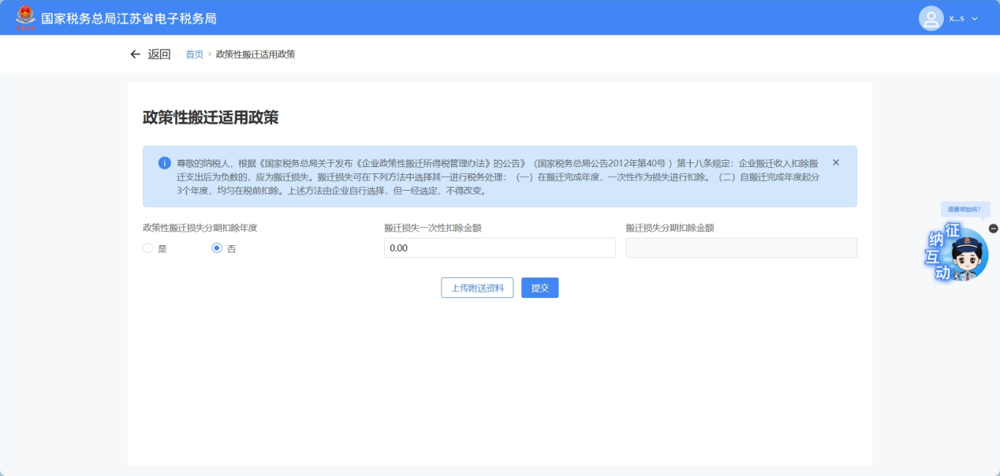 国家税务总局江苏省电子税务局
x...s
返回 首页 › 政策性搬迁适用政策
政策性搬迁适用政策
尊敬的纳税人，根据《国家税务总局关于发布《企业政策性搬迁所得税管理办法》的公告》（国家税务总局公告2012年第40号 ）第十八条规定：企业搬迁收入扣除搬
迁支出后为负数的，应为搬迁损失。搬迁损失可在下列方法中选择其一进行税务处理：（一）在搬迁完成年度，一次性作为损失进行扣除。（二）自搬迁完成年度起分
3个年度，均匀在税前扣除。上述方法由企业自行选择，但一经选定，不得改变。
政策性搬迁损失分期扣除年度
是 否
搬迁损失一次性扣除金额
0.00
搬迁损失分期扣除金额
上传附送资料 提交
需要帮助吗?
征
纳
互
动